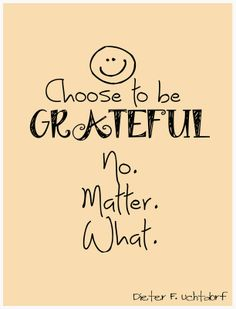 Choose to be
GRATEFUL
No.
Matter.
What.
Dieter F. Uchtdorf